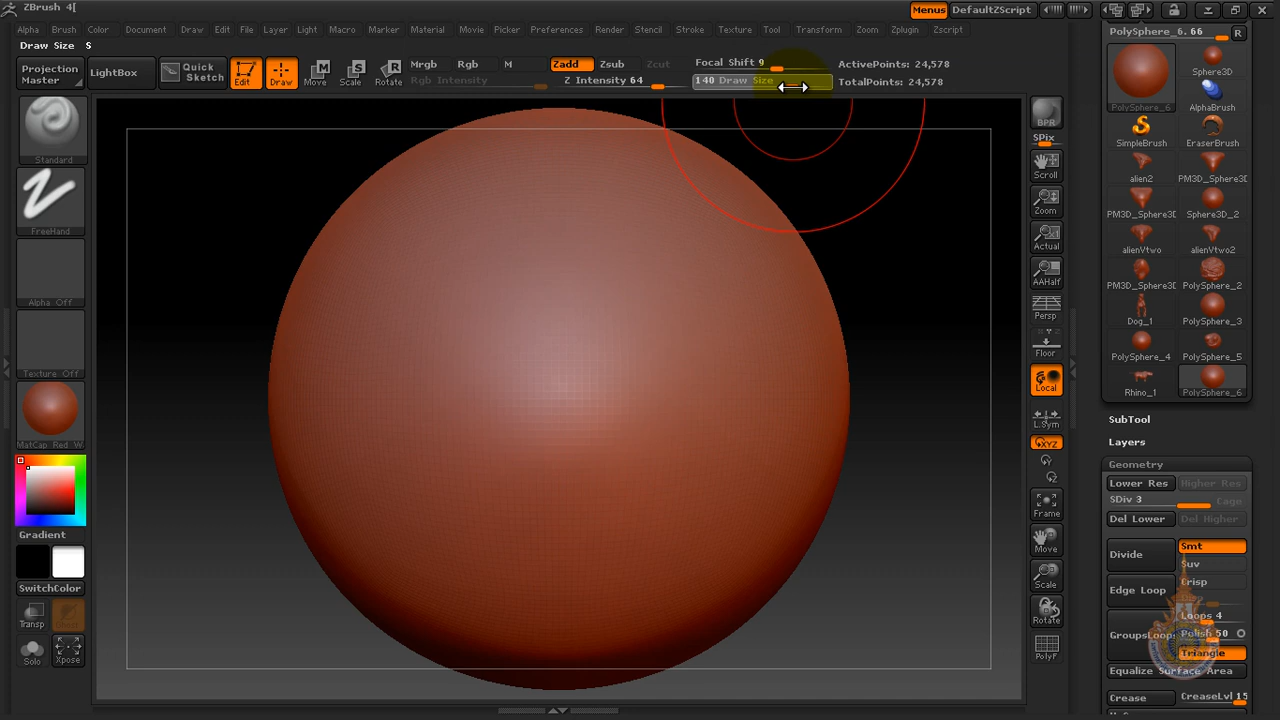 ZBrush 4[
Menus
DefaultZScript
Alpha Brush Color Document Draw Edit File Layer Light Macro Marker Material Movie Picker Preferences Render Stencil Stroke Texture Tool Transform Zoom Zplugin Zscript
Draw Size S
Projection
Master
LightBox
Quick
Sketch
Edit
Draw
Move
Scale
Rotate
Mrgb
Rgb
M
Rgb Intensity
Zadd
Zsub
Zcut
Z Intensity 64
Focal Shift 9
140 Draw Size
ActivePoints: 24,578
TotalPoints: 24,578
Standard
FreeHand
Alpha Off
Texture Off
MatCap Red W
Gradient
SwitchColor
Transp
Solo
Xpose
BPR
SPix
Scroll
Zoom
Actual
AAHalf
Persp
X Y Z
Floor
Local
L.Sym
XYZ
Y
Z
Frame
Move
Scale
Rotate
PolyF
PolySphere_6. 66
R
PolySphere_6
Sphere3D
AlphaBrush
SimpleBrush
EraserBrush
alien2
PM3D_Sphere3D
PM3D_Sphere3D
Sphere3D_2
alienVtwo
alienVtwo2
PM3D_Sphere3D
PolySphere_2
Dog_1
PolySphere_3
PolySphere_4
PolySphere_5
Rhino_1
PolySphere_6
SubTool
Layers
Geometry
Lower Res
Higher Res
SDiv 3
Cage
Del Lower
Del Higher
Divide
Smt
Suv
Edge Loop
Crisp
GroupsLoops
Loops 4
Polish 50
Triangle
Equalize Surface Area
Crease
CreaseLvl 15